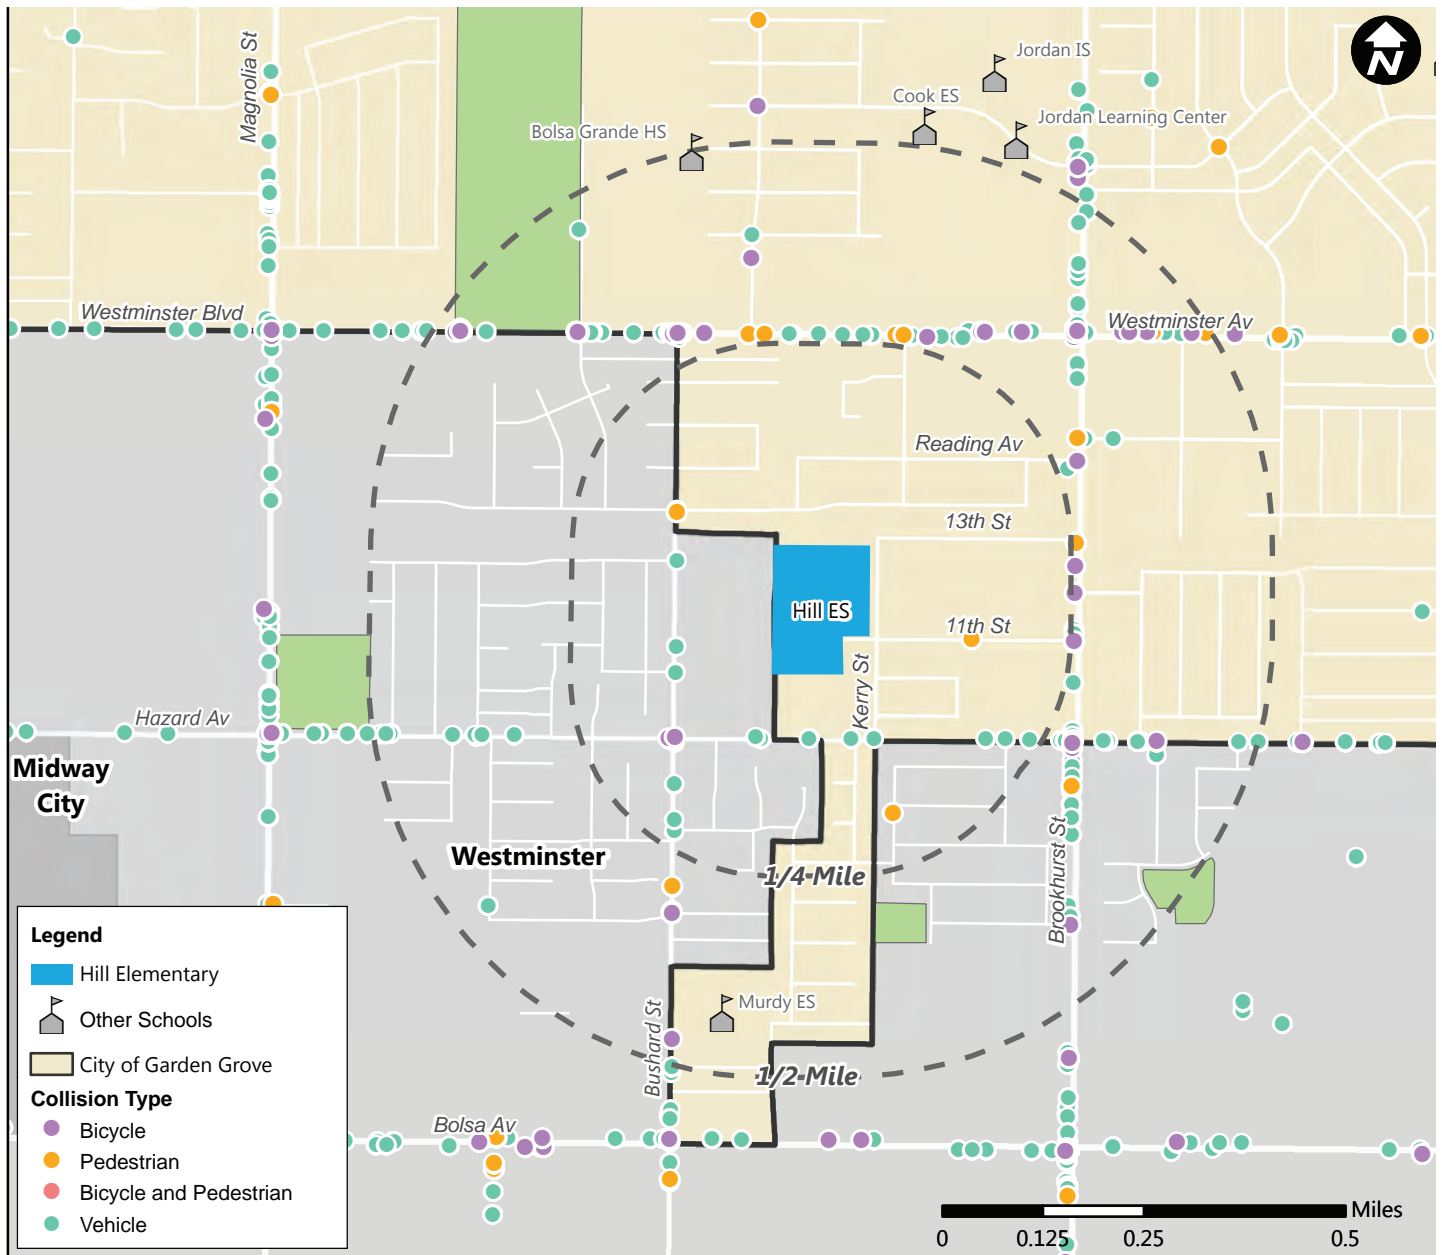 Magnolia St
N
Jordan IS
Cook ES
Jordan Learning Center
Bolsa Grande HS
Westminster Blvd
Westminster Av
Reading Av
13th St
Hill ES
11th St
Kerry St
Hazard Av
Midway
City
Westminster
1/4 Mile
Brookhurst St
Murdy ES
Bushard St
1/2 Mile
Bolsa Av
Legend
Hill Elementary
Other Schools
City of Garden Grove
Collision Type
Bicycle
Pedestrian
Bicycle and Pedestrian
Vehicle
Miles
0 0.125 0.25 0.5